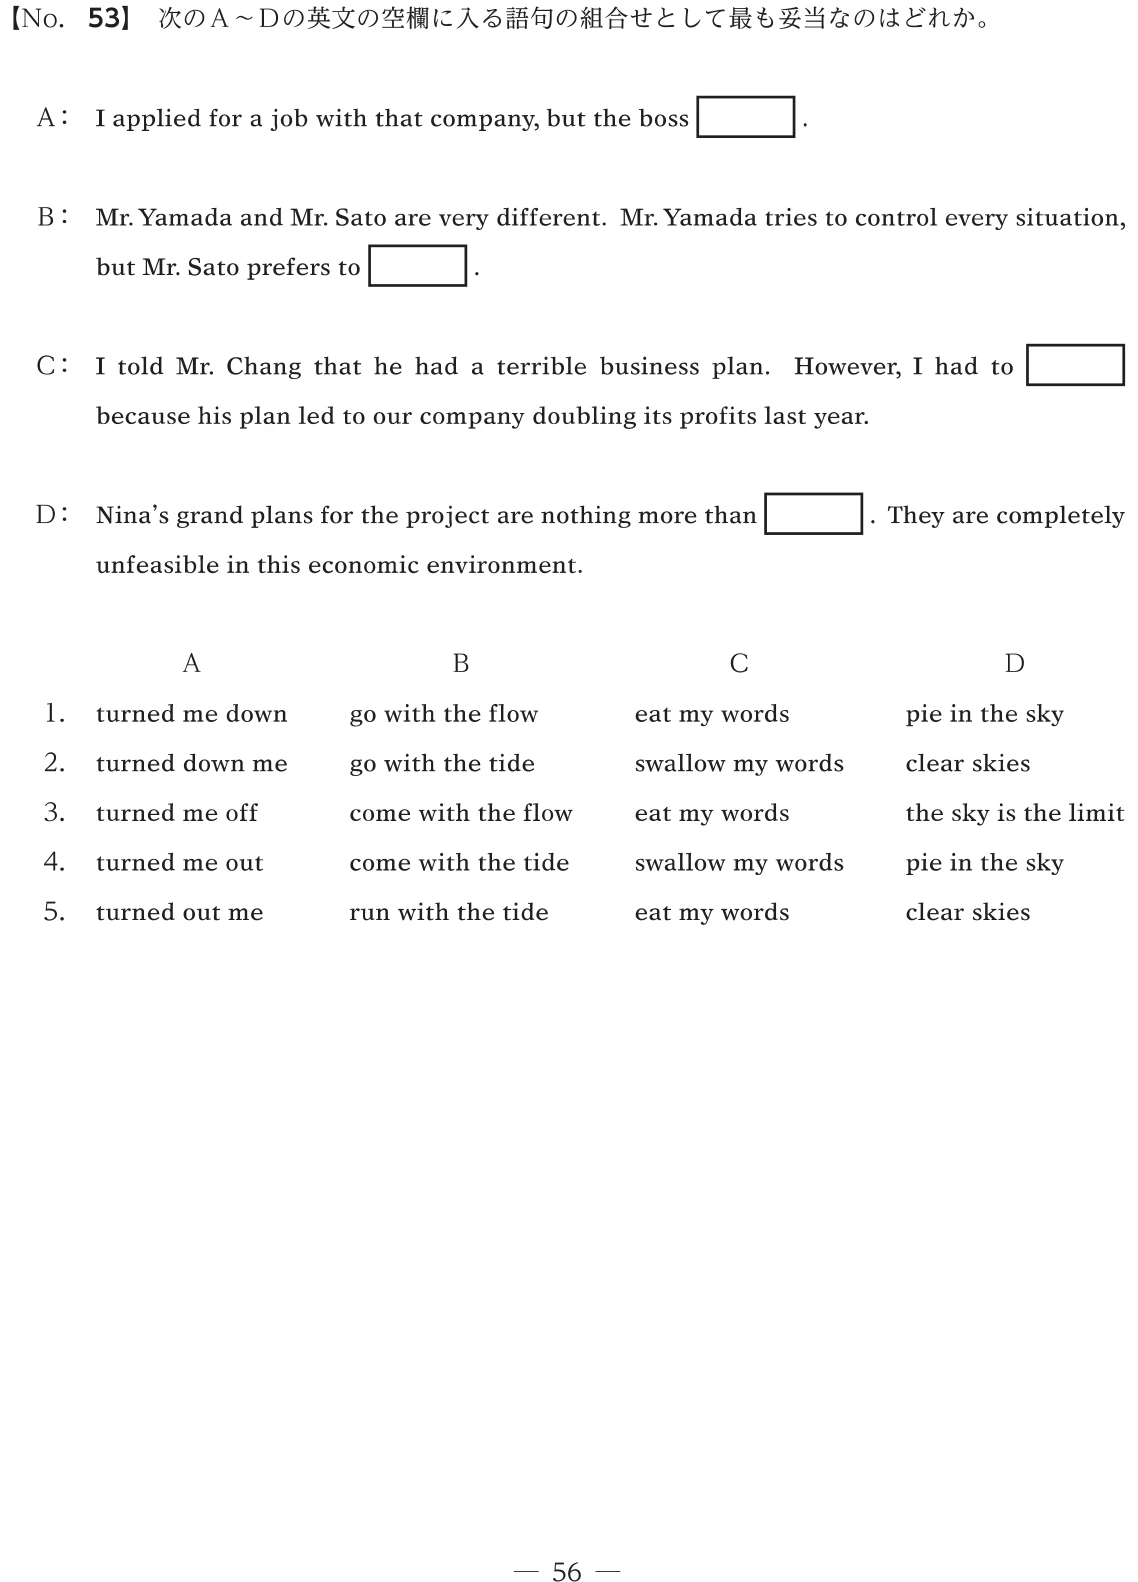 【No. 53】 次のA～Dの英文の空欄に入る語句の組合せとして最も妥当なのはどれか。
A： I applied for a job with that company, but the boss .
B： Mr. Yamada and Mr. Sato are very different. Mr. Yamada tries to control every situation,
but Mr. Sato prefers to .
C： I told Mr. Chang that he had a terrible business plan. However, I had to
because his plan led to our company doubling its profits last year.
D： Nina's grand plans for the project are nothing more than . They are completely
unfeasible in this economic environment.
A B C D
1. turned me down go with the flow eat my words pie in the sky
2. turned down me go with the tide swallow my words clear skies
3. turned me off come with the flow eat my words the sky is the limit
4. turned me out come with the tide swallow my words pie in the sky
5. turned out me run with the tide eat my words clear skies
— 56 —